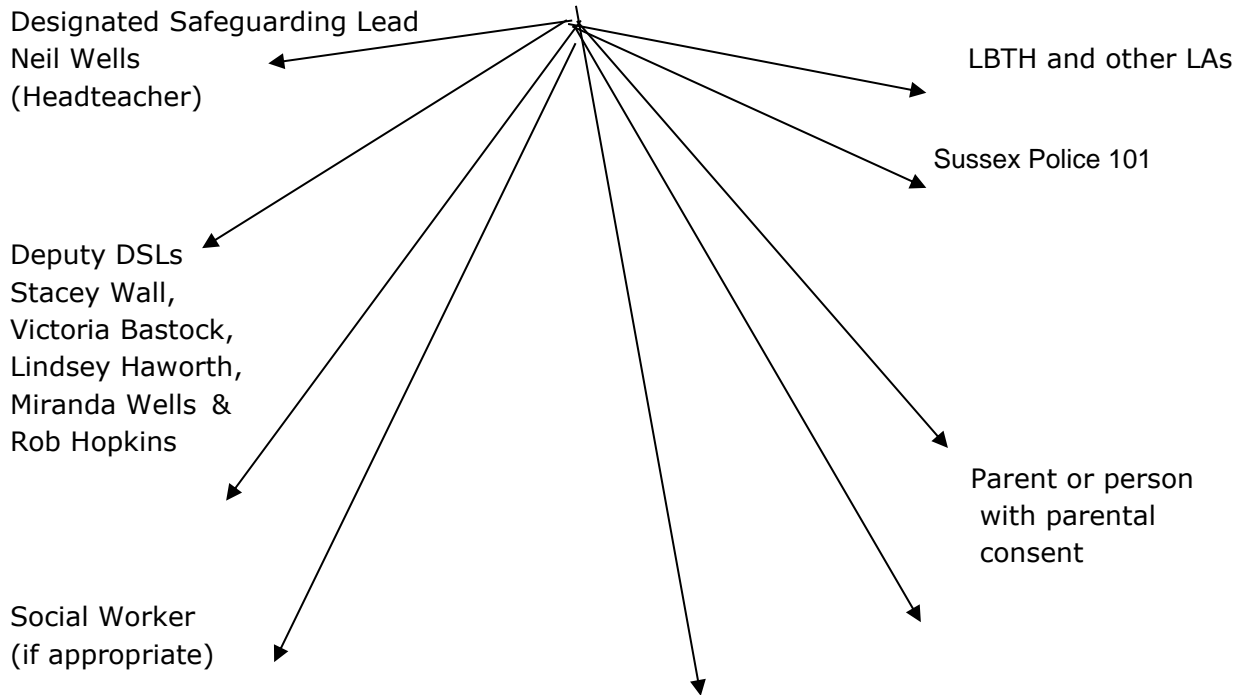 Designated Safeguarding Lead
Neil Wells
(Headteacher)
LBTH and other LAs
Sussex Police 101
Deputy DSLs
Stacey Wall,
Victoria Bastock,
Lindsey Haworth,
Miranda Wells &
Rob Hopkins
Parent or person
with parental
consent
Social Worker
(if appropriate)